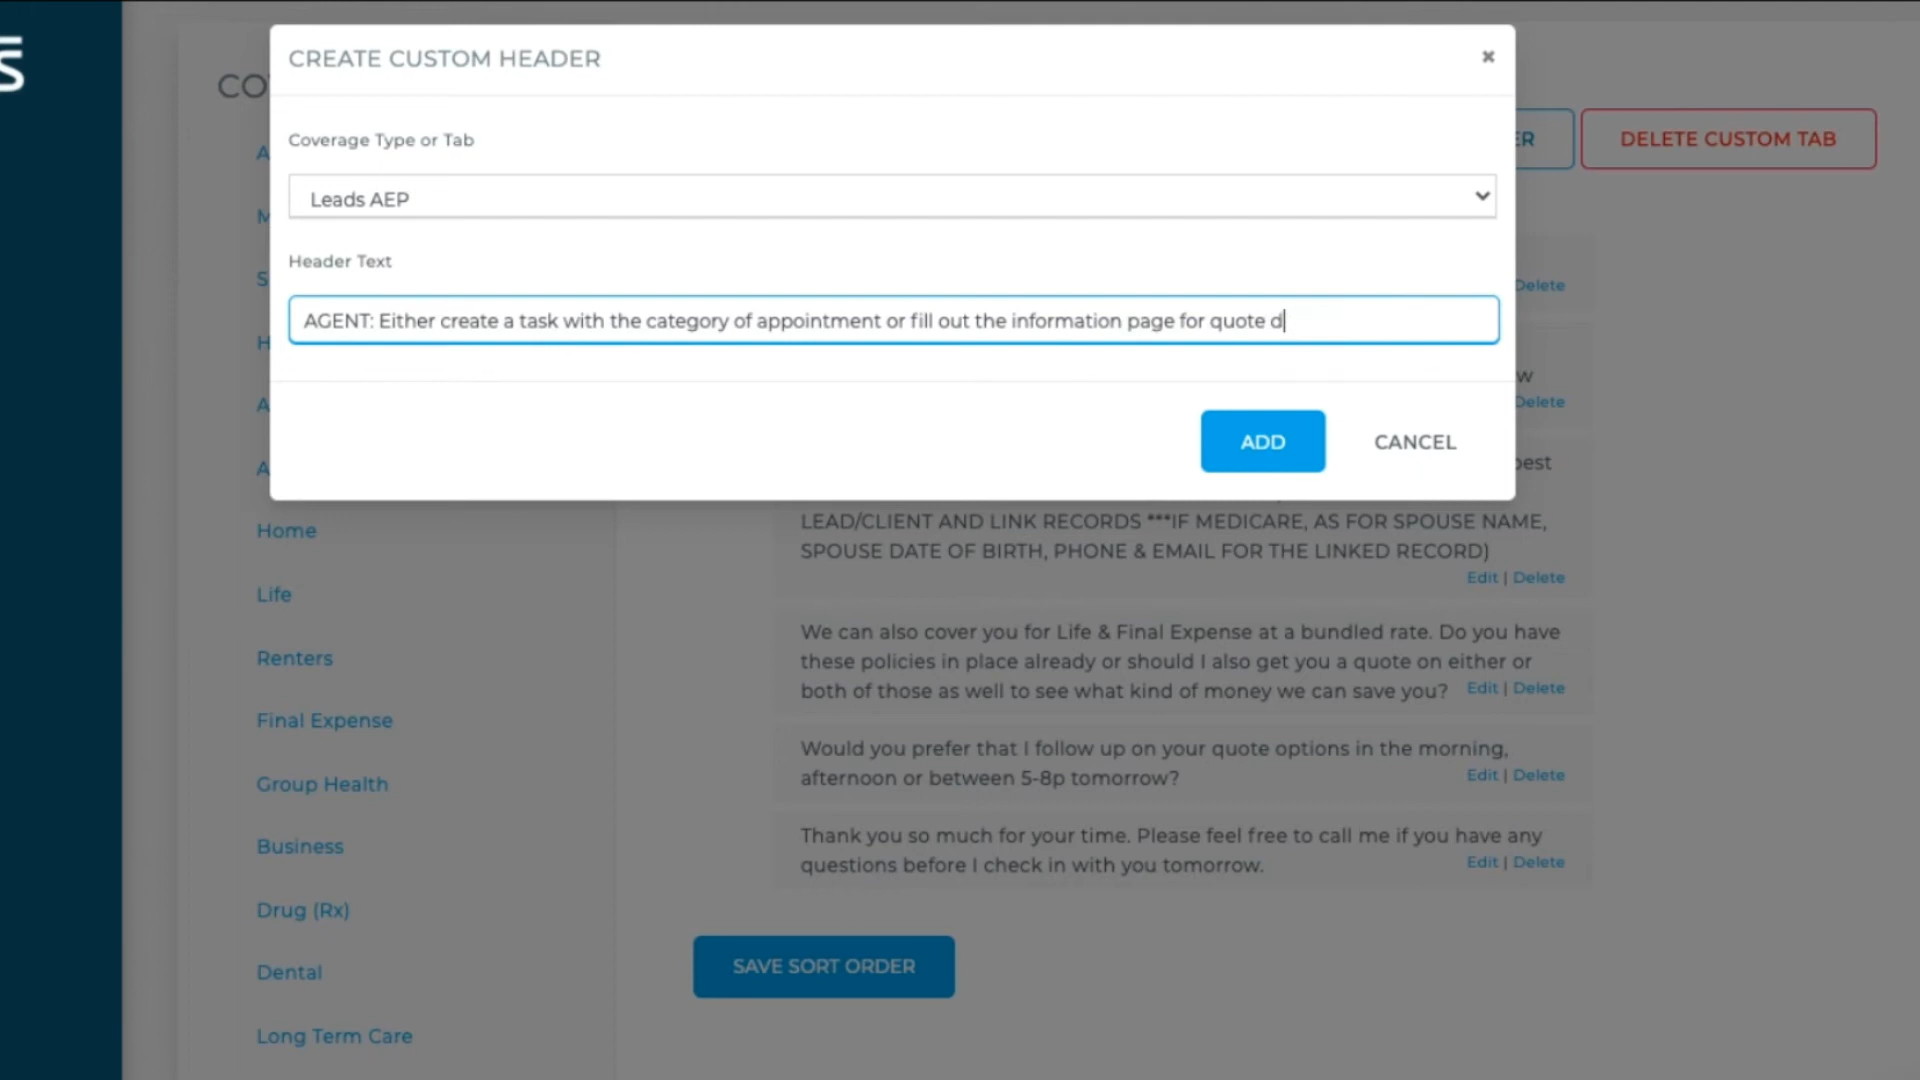 CREATE CUSTOM HEADER
Coverage Type or Tab
DELETE CUSTOM TAB
Leads AEP
Header Text
Delete
AGENT: Either create a task with the category of appointment or fill out the information page for quote d
Delete
ADD
CANCEL
LEAD/CLIENT AND LINK RECORDS ***IF MEDICARE, AS FOR SPOUSE NAME,
SPOUSE DATE OF BIRTH, PHONE & EMAIL FOR THE LINKED RECORD)
Edit | Delete
We can also cover you for Life & Final Expense at a bundled rate. Do you have
these policies in place already or should I also get you a quote on either or
both of those as well to see what kind of money we can save you? Edit | Delete
Would you prefer that I follow up on your quote options in the morning,
afternoon or between 5-8p tomorrow? Edit | Delete
Thank you so much for your time. Please feel free to call me if you have any
questions before I check in with you tomorrow. Edit | Delete
SAVE SORT ORDER
Home
Life
Renters
Final Expense
Group Health
Business
Drug (Rx)
Dental
Long Term Care